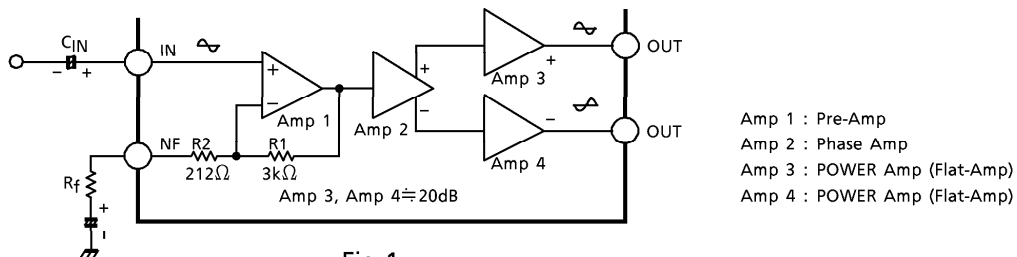 CIN
IN
OUT
+
−
+
Amp 3
+
−
Amp 1
+
−
Amp 2
−
Amp 4
OUT
NF
R2
212Ω
R1
3kΩ
Rf
+
−
Amp 3, Amp 4≒20dB
Amp 1 : Pre-Amp
Amp 2 : Phase Amp
Amp 3 : POWER Amp (Flat-Amp)
Amp 4 : POWER Amp (Flat-Amp)